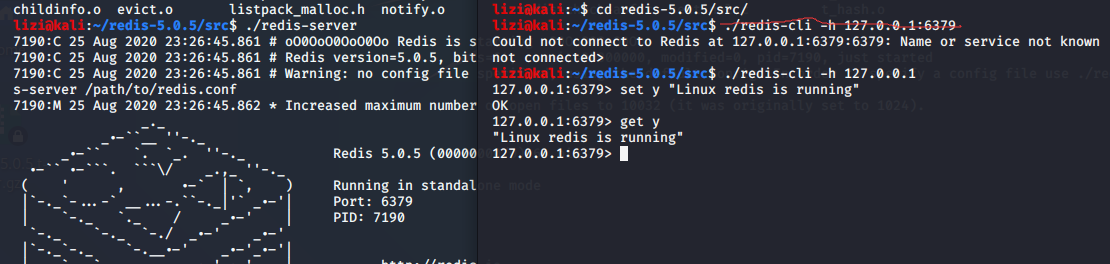 childinfo.o  evict.o      listpack_malloc.h  notify.o
lizi@kali:~/redis-5.0.5/src$ ./redis-server
7190:C 25 Aug 2020 23:26:45.861 # oO0OoO0OoO0Oo Redis is st
7190:C 25 Aug 2020 23:26:45.861 # Redis version=5.0.5, bits
7190:C 25 Aug 2020 23:26:45.861 # Warning: no config file
s-server /path/to/redis.conf
7190:M 25 Aug 2020 23:26:45.862 * Increased maximum number
Redis 5.0.5 (000000
Running in standalone mode
Port: 6379
PID: 7190
lizi@kali:~$ cd redis-5.0.5/src/
lizi@kali:~/redis-5.0.5/src$ ./redis-cli -h 127.0.0.1:6379
Could not connect to Redis at 127.0.0.1:6379:6379: Name or service not known
not connected>
lizi@kali:~/redis-5.0.5/src$ ./redis-cli -h 127.0.0.1
127.0.0.1:6379> set y "Linux redis is running"
OK
127.0.0.1:6379> get y
"Linux redis is running"
127.0.0.1:6379>